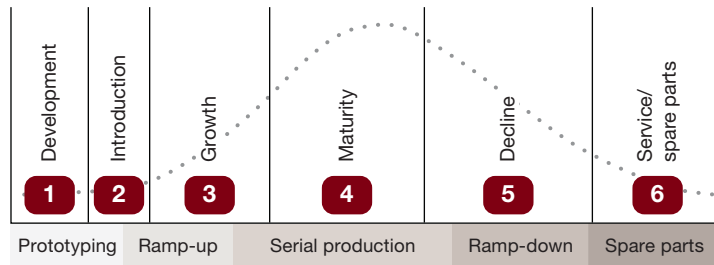 Development
Introduction
Growth
Maturity
Decline
Service/
spare parts
1
2
3
4
5
6
Prototyping
Ramp-up
Serial production
Ramp-down
Spare parts